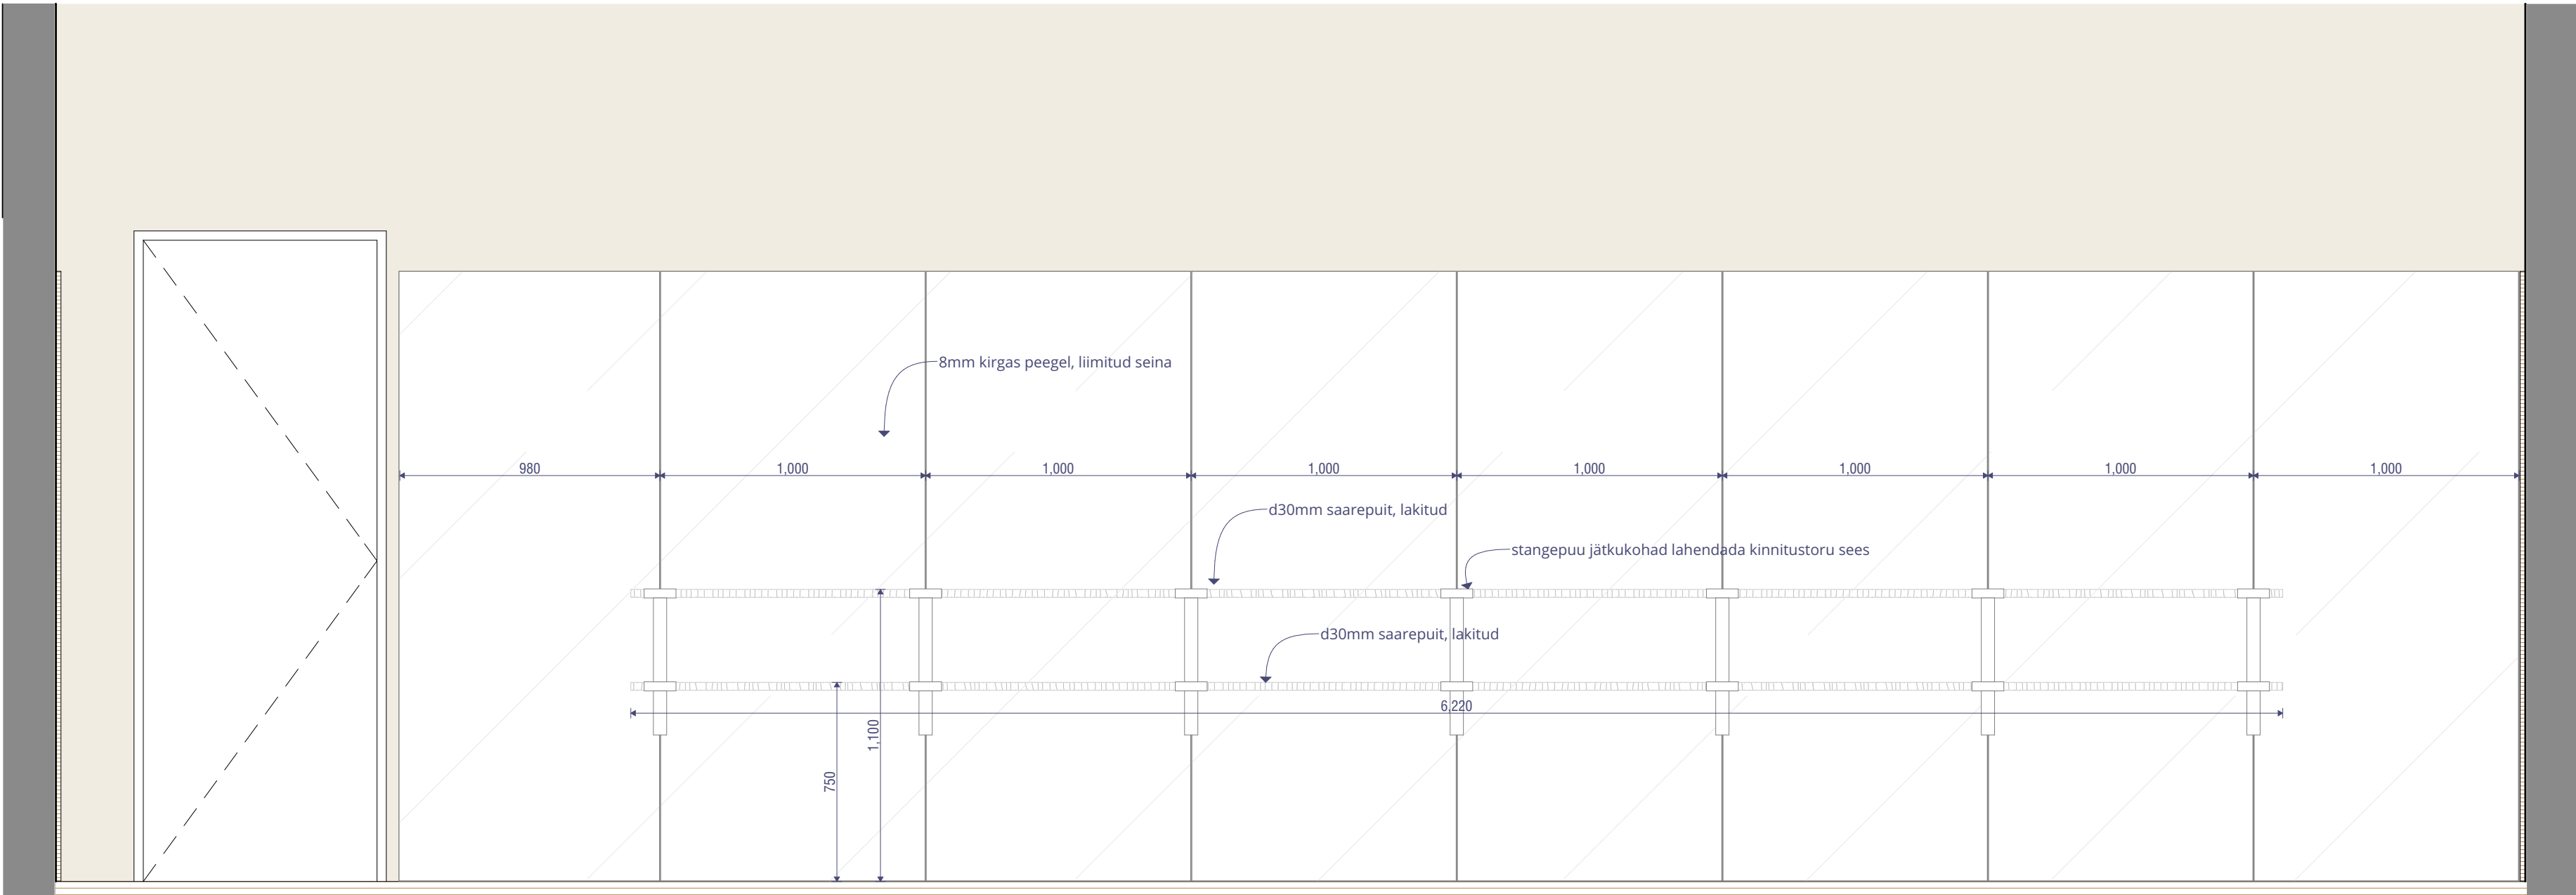 8mm kirgas peegel, liimitud seina
980
1,000
1,000
1,000
1,000
1,000
1,000
1,000
d30mm saarepuit, lakitud
stangepuu jätkukohad lahendada kinnitustoru sees
d30mm saarepuit, lakitud
6,220
1,100
750